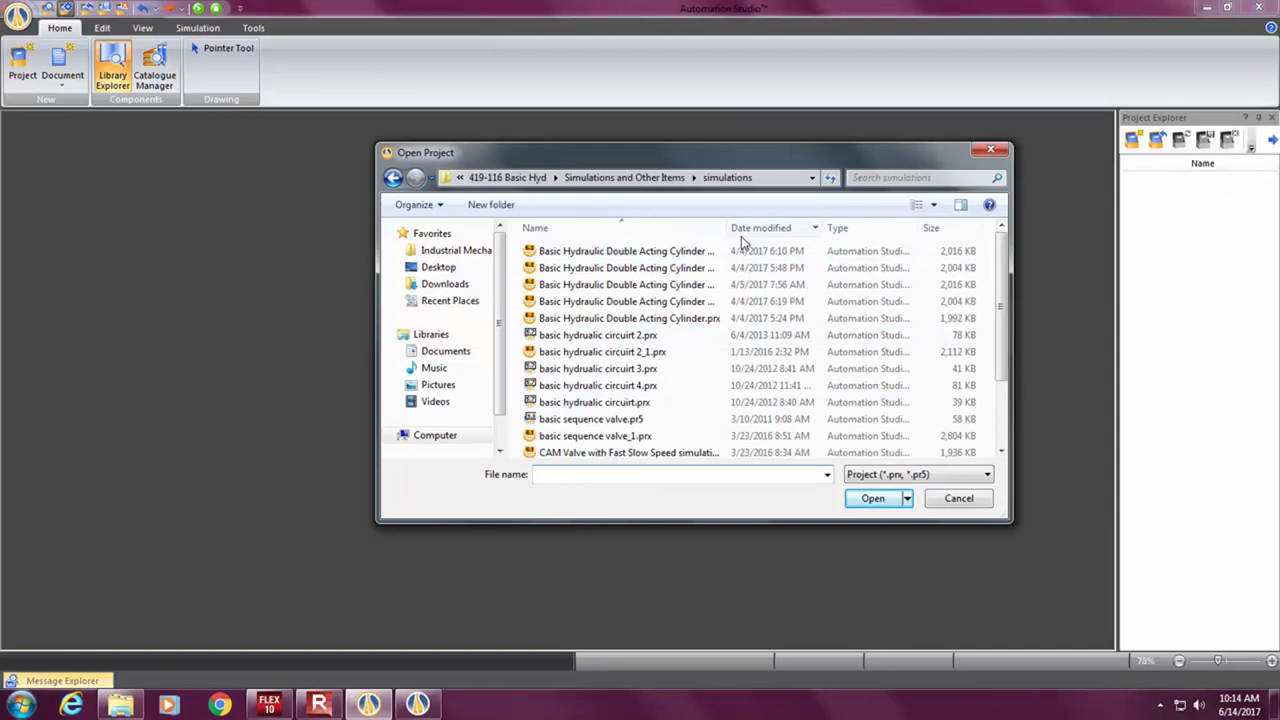 Automation Studio™
Home Edit View Simulation Tools
Pointer Tool
Project Document Library Explorer Catalogue Manager
New Components Drawing
Project Explorer
Name
Open Project
« 419-116 Basic Hyd Simulations and Other Items simulations Search simulations
Organize New folder
Name Date modified Type Size
Favorites
Industrial Mecha
Desktop
Downloads
Recent Places
Libraries
Documents
Music
Pictures
Videos
Computer
Basic Hydraulic Double Acting Cylinder ... 4/4/2017 6:10 PM Automation Studi... 2,016 KB
Basic Hydraulic Double Acting Cylinder ... 4/4/2017 5:48 PM Automation Studi... 2,004 KB
Basic Hydraulic Double Acting Cylinder ... 4/5/2017 7:56 AM Automation Studi... 2,016 KB
Basic Hydraulic Double Acting Cylinder ... 4/4/2017 6:19 PM Automation Studi... 2,004 KB
Basic Hydraulic Double Acting Cylinder.prx 4/4/2017 5:24 PM Automation Studi... 1,992 KB
basic hydrualic circuirt 2.prx 6/4/2013 11:09 AM Automation Studi... 78 KB
basic hydrualic circuirt 2_1.prx 1/13/2016 2:32 PM Automation Studi... 2,112 KB
basic hydrualic circuirt 3.prx 10/24/2012 8:41 AM Automation Studi... 41 KB
basic hydrualic circuirt 4.prx 10/24/2012 11:41 ... Automation Studi... 81 KB
basic hydrualic circuirt.prx 10/24/2012 8:40 AM Automation Studi... 39 KB
basic sequence valve.pr5 3/10/2011 9:08 AM Automation Studi... 58 KB
basic sequence valve_1.prx 3/23/2016 8:51 AM Automation Studi... 2,804 KB
CAM Valve with Fast Slow Speed simulati... 3/23/2016 8:34 AM Automation Studi... 1,936 KB
File name: Project (*.prx, *.pr5)
Open Cancel
78%
Message Explorer
FLEX 10
R
10:14 AM
6/14/2017